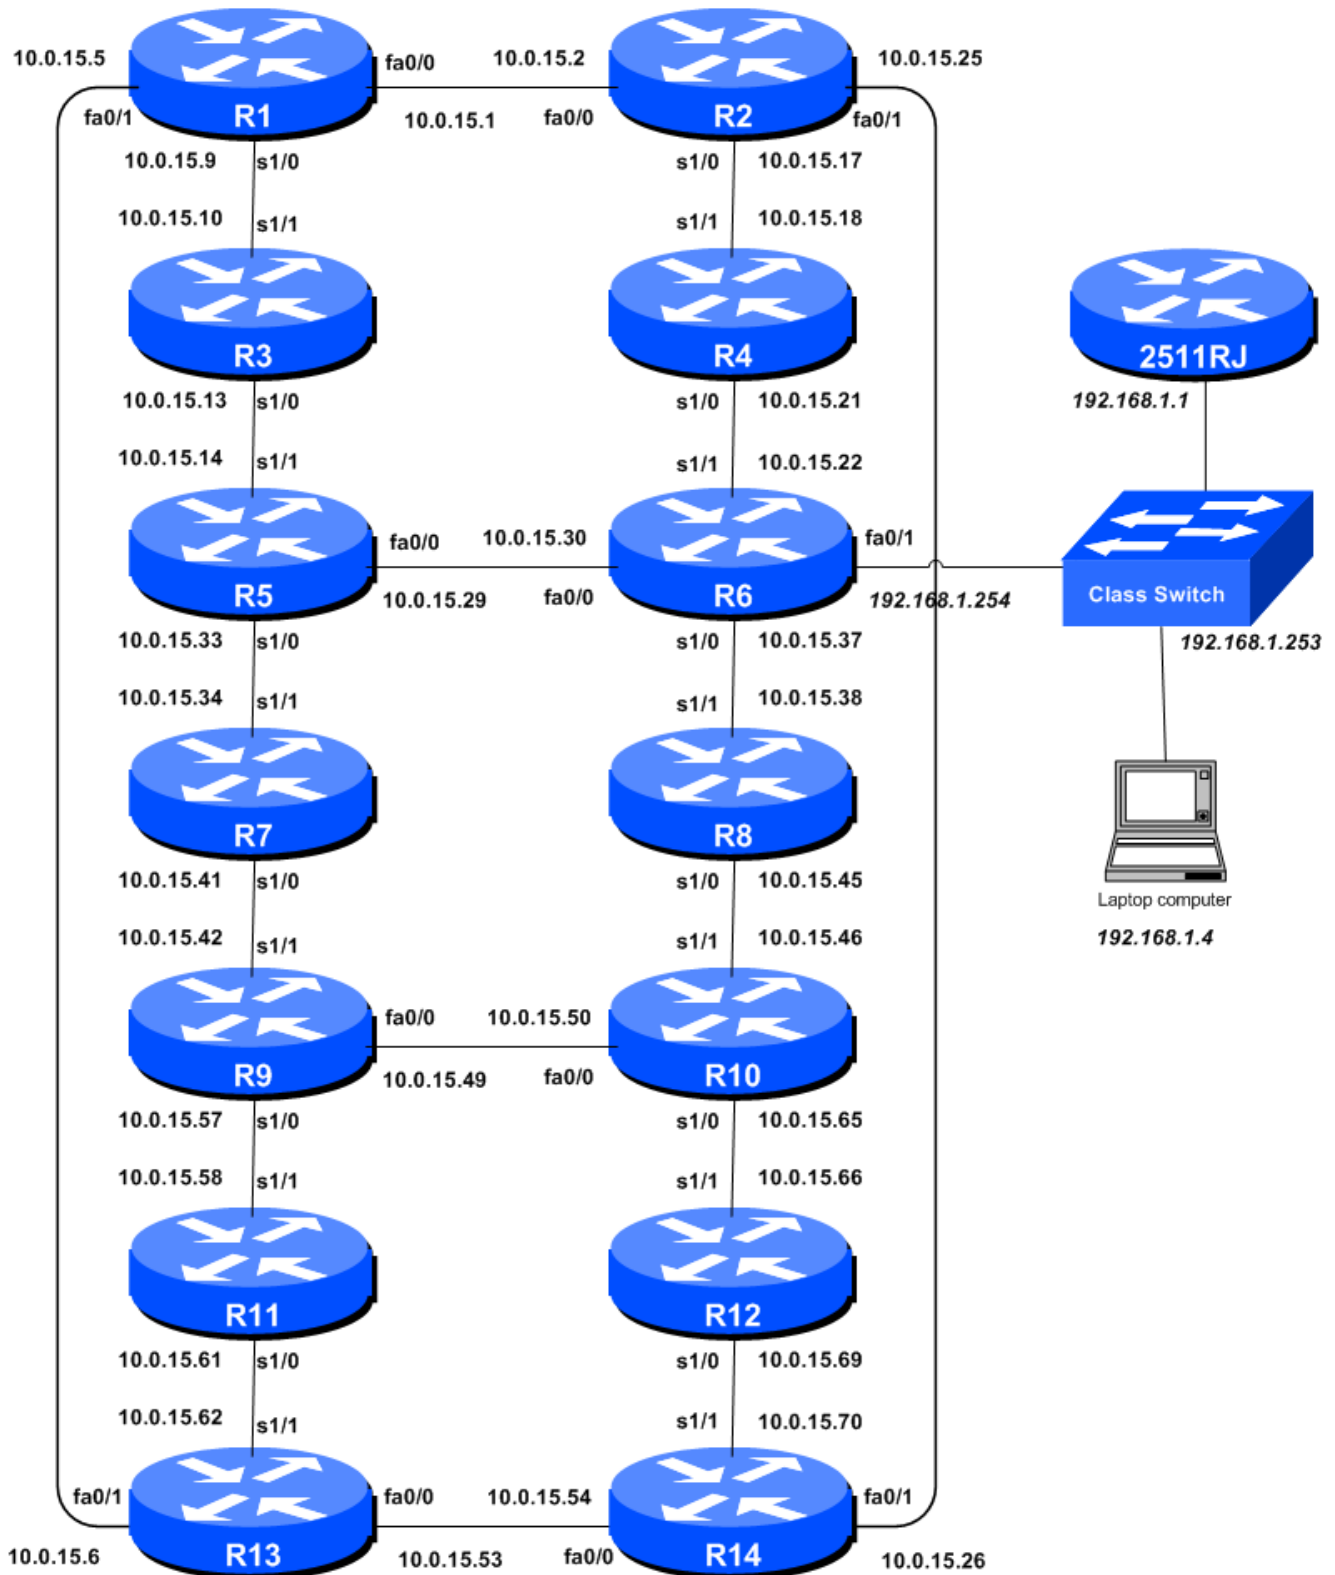 10.0.15.5
fa0/0
10.0.15.2
10.0.15.25
fa0/1
R1
10.0.15.1
fa0/0
R2
fa0/1
10.0.15.9
s1/0
s1/0
10.0.15.17
10.0.15.10
s1/1
s1/1
10.0.15.18
R3
R4
2511RJ
10.0.15.13
s1/0
s1/0
10.0.15.21
192.168.1.1
10.0.15.14
s1/1
s1/1
10.0.15.22
fa0/0
10.0.15.30
fa0/1
R5
10.0.15.29
fa0/0
R6
192.168.1.254
Class Switch
10.0.15.33
s1/0
s1/0
10.0.15.37
192.168.1.253
10.0.15.34
s1/1
s1/1
10.0.15.38
R7
R8
10.0.15.41
s1/0
s1/0
10.0.15.45
Laptop computer
10.0.15.42
s1/1
s1/1
10.0.15.46
192.168.1.4
fa0/0
10.0.15.50
R9
10.0.15.49
fa0/0
R10
10.0.15.57
s1/0
s1/0
10.0.15.65
10.0.15.58
s1/1
s1/1
10.0.15.66
R11
R12
10.0.15.61
s1/0
s1/0
10.0.15.69
10.0.15.62
s1/1
s1/1
10.0.15.70
fa0/1
fa0/0
10.0.15.54
fa0/1
10.0.15.6
R13
10.0.15.53
fa0/0
R14
10.0.15.26